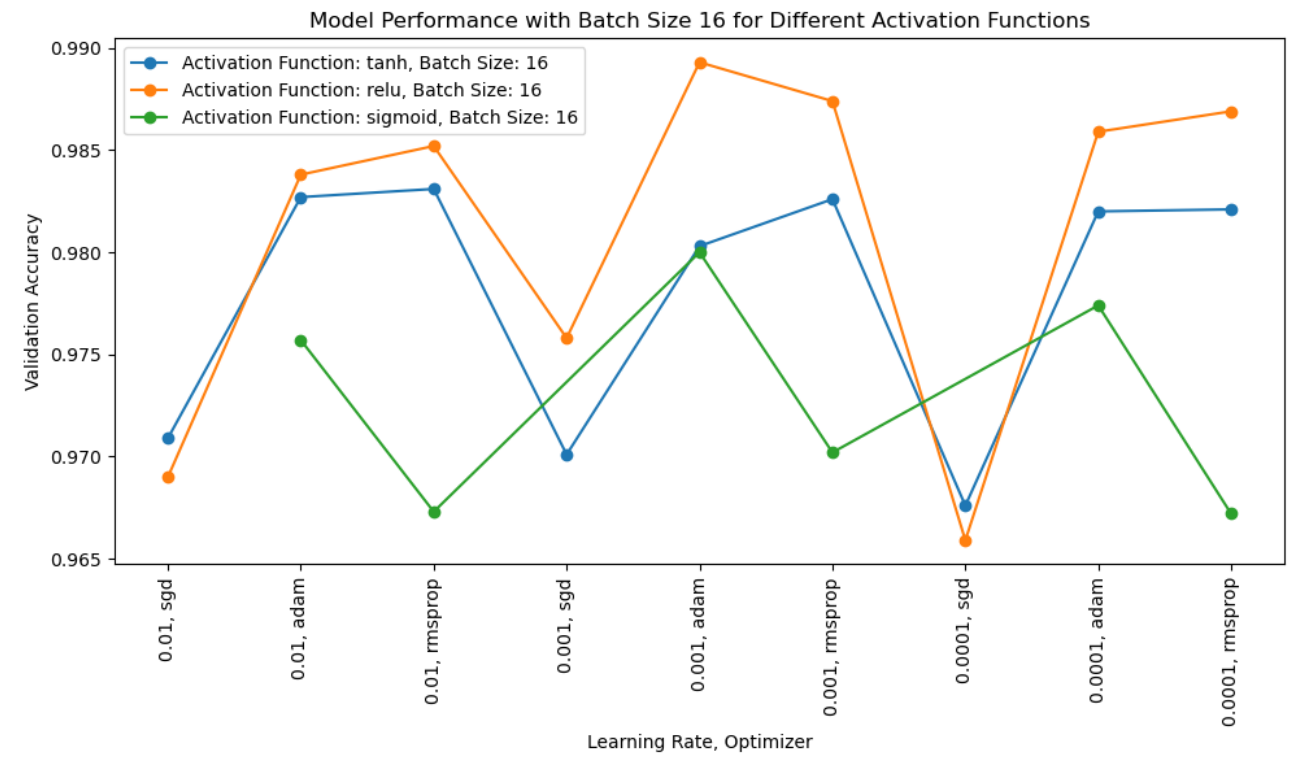 Model Performance with Batch Size 16 for Different Activation Functions
Activation Function: tanh, Batch Size: 16
Activation Function: relu, Batch Size: 16
Activation Function: sigmoid, Batch Size: 16
Validation Accuracy
0.990
0.985
0.980
0.975
0.970
0.965
0.01, sgd
0.01, adam
0.01, rmsprop
0.001, sgd
0.001, adam
0.001, rmsprop
0.0001, sgd
0.0001, adam
0.0001, rmsprop
Learning Rate, Optimizer